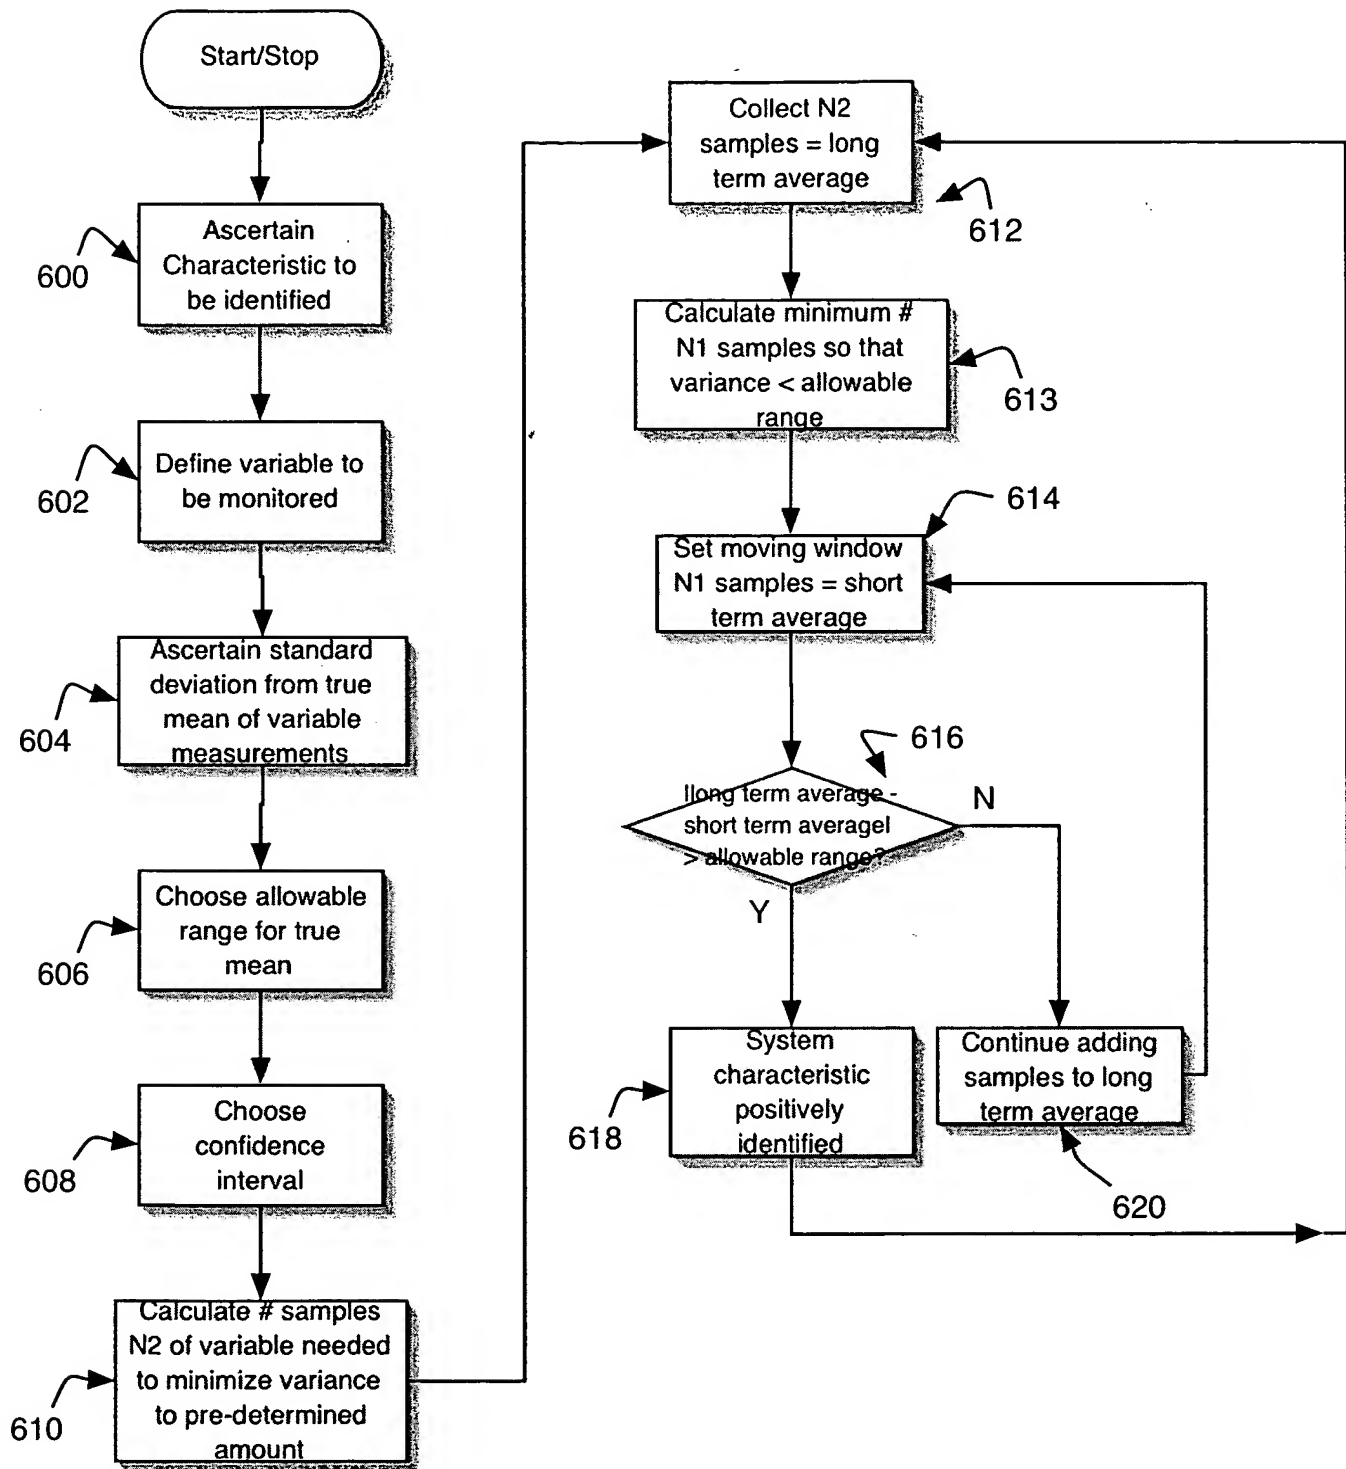 Start/Stop
600
Ascertain
Characteristic to
be identified
602
Define variable to
be monitored
604
Ascertain standard
deviation from true
mean of variable
measurements
606
Choose allowable
range for true
mean
608
Choose
confidence
interval
610
Calculate # samples
N2 of variable needed
to minimize variance
to pre-determined
amount
Collect N2
samples = long
term average
612
Calculate minimum #
N1 samples so that
variance < allowable
range
613
614
Set moving window
N1 samples = short
term average
616
|long term average -
short term average|
> allowable range?
N
Y
618
System
characteristic
positively
identified
Continue adding
samples to long
term average
620